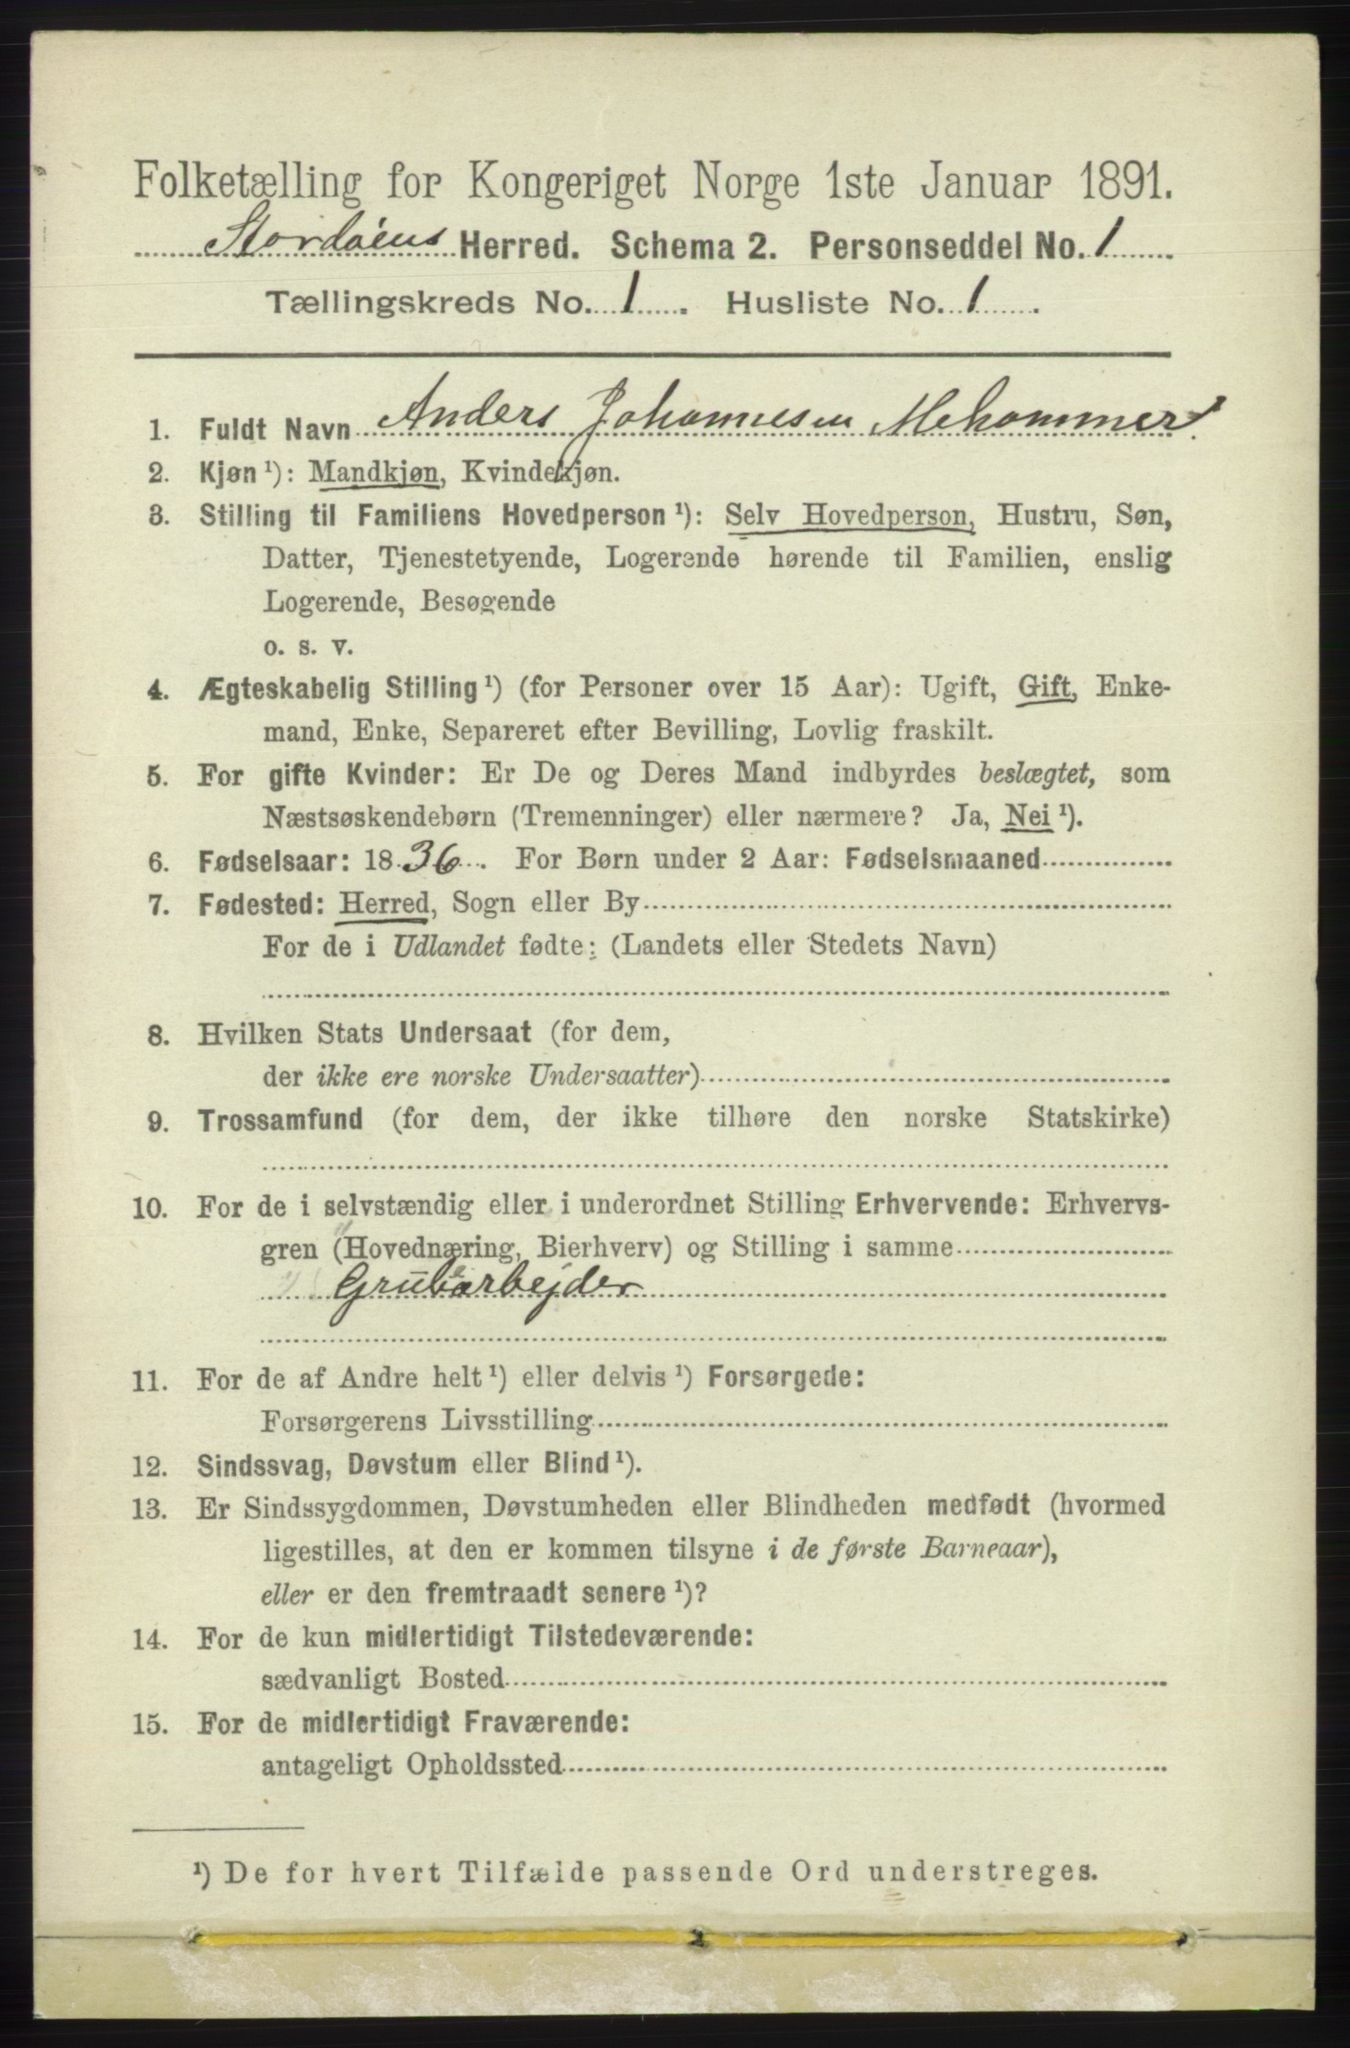 Folketælling for Kongeriget Norge 1ste Januar 1891.
Stordøens Herred. Schema 2. Personseddel No. 1
Tællingskreds No. 1. Husliste No. 1.
1. Fuldt Navn Anders Johannesen Mehammer.
2. Kjøn ¹): Mandkjøn, Kvindekjøn.
3. Stilling til Familiens Hovedperson ¹): Selv Hovedperson, Hustru, Søn,
Datter, Tjenestetyende, Logerende hørende til Familien, enslig
Logerende, Besøgende
o. s. v.
4. Ægteskabelig Stilling ¹) (for Personer over 15 Aar): Ugift, Gift, Enke-
mand, Enke, Separeret efter Bevilling, Lovlig fraskilt.
5. For gifte Kvinder: Er De og Deres Mand indbyrdes beslægtet, som
Næstsøskendebørn (Tremenninger) eller nærmere? Ja, Nei ¹).
6. Fødselsaar: 1836. For Børn under 2 Aar: Fødselsmaaned
7. Fødested: Herred, Sogn eller By
For de i Udlandet fødte: (Landets eller Stedets Navn)
8. Hvilken Stats Undersaat (for dem,
der ikke ere norske Undersaatter)
9. Trossamfund (for dem, der ikke tilhøre den norske Statskirke)
10. For de i selvstændig eller i underordnet Stilling Erhvervende: Erhvervs-
gren (Hovednæring, Bierhverv) og Stilling i samme
Grubearbejder
11. For de af Andre helt ¹) eller delvis ¹) Forsørgede:
Forsørgerens Livsstilling
12. Sindssvag, Døvstum eller Blind ¹).
13. Er Sindssygdommen, Døvstumheden eller Blindheden medfødt (hvormed
ligestilles, at den er kommen tilsyne i de første Barneaar),
eller er den fremtraadt senere ¹)?
14. For de kun midlertidigt Tilstedeværende:
sædvanligt Bosted
15. For de midlertidigt Fraværende:
antageligt Opholdssted
¹) De for hvert Tilfælde passende Ord understreges.